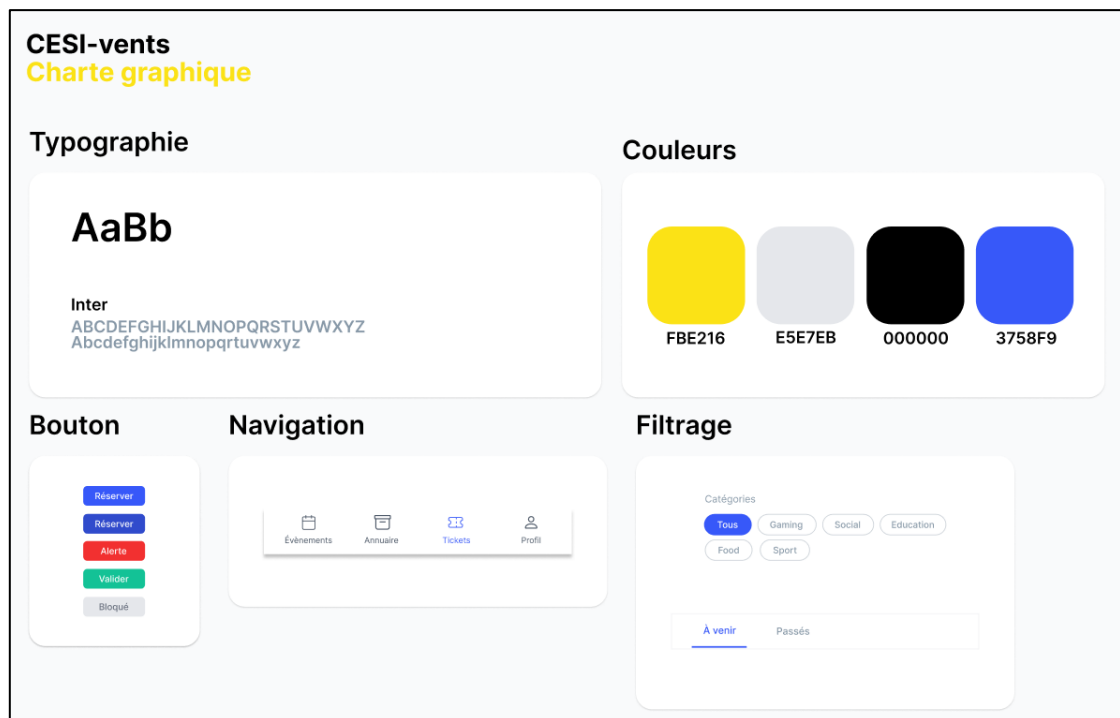 CESI-vents
Charte graphique
Typographie
AaBb
Inter
ABCDEFGHIJKLMNOPQRSTUVWXYZ
Abcdefghijklmnopqrtuvwxyz
Couleurs
FBE216
E5E7EB
000000
3758F9
Bouton
Réserver
Réserver
Alerte
Valider
Bloqué
Navigation
Évènements
Annuaire
Tickets
Profil
Filtrage
Catégories
Tous
Gaming
Social
Education
Food
Sport
À venir
Passés